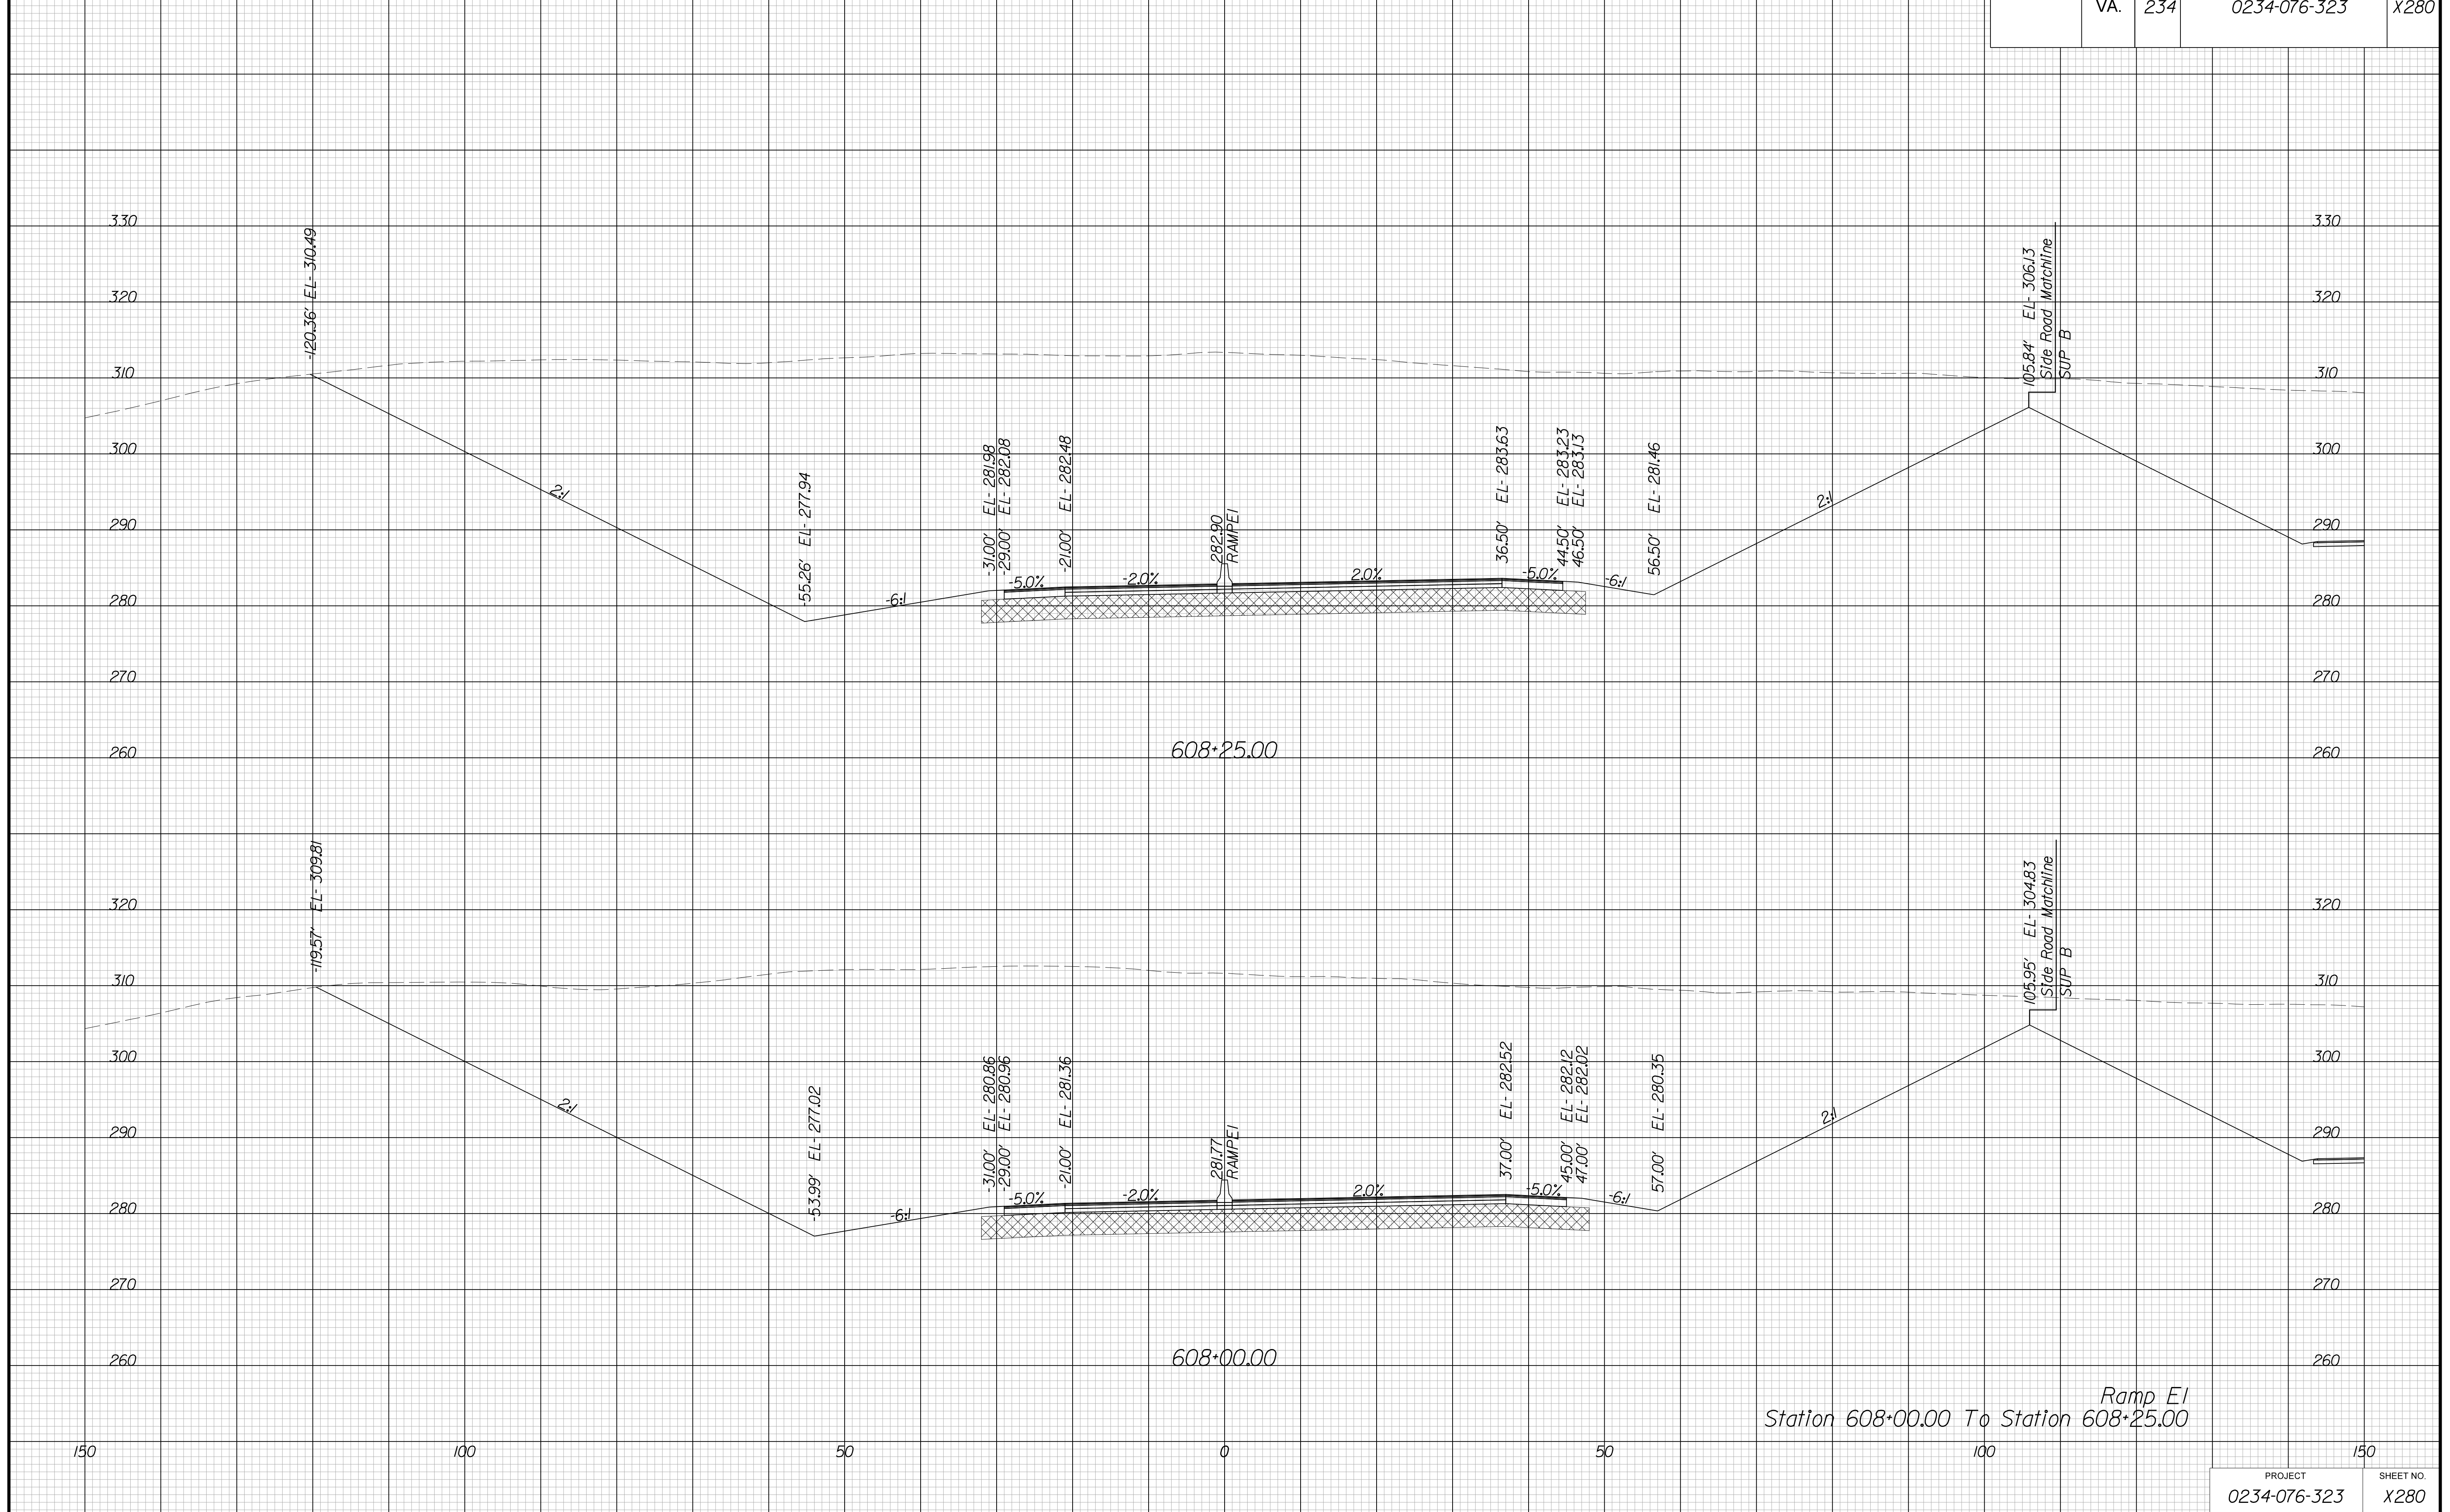 VA. 234 0234-076-323 X280
330 330
-120.36' EL- 310.49
105.84' EL- 306.13
Side Road Matchline
SUP B
320 320
310 310
300 300
2:1
-55.26' EL- 277.94
-31.00' EL- 281.98
-29.00' EL- 282.08
-21.00' EL- 282.48
282.90
RAMPE1
36.50' EL- 283.63
44.50' EL- 283.23
46.50' EL- 283.13
56.50' EL- 281.46
2:1
290 290
-6:1 -5.0% -2.0% 2.0% -5.0% -6:1
280 280
270 270
260 260
608+25.00
-119.57' EL- 309.81
105.95' EL- 304.83
Side Road Matchline
SUP B
320 320
310 310
300 300
2:1
-53.99' EL- 277.02
-31.00' EL- 280.86
-29.00' EL- 280.96
-21.00' EL- 281.36
281.77
RAMPE1
37.00' EL- 282.52
45.00' EL- 282.12
47.00' EL- 282.02
57.00' EL- 280.35
2:1
290 290
-6:1 -5.0% -2.0% 2.0% -5.0% -6:1
280 280
270 270
260 260
608+00.00
Ramp E1
Station 608+00.00 To Station 608+25.00
150 100 50 0 50 100 150
PROJECT SHEET NO.
0234-076-323 X280